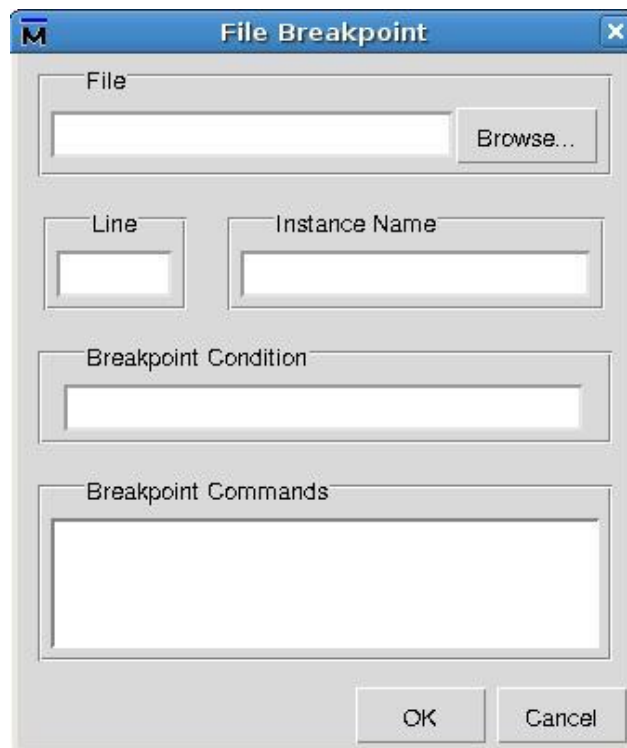 M File Breakpoint
File
Browse...
Line Instance Name
Breakpoint Condition
Breakpoint Commands
OK Cancel